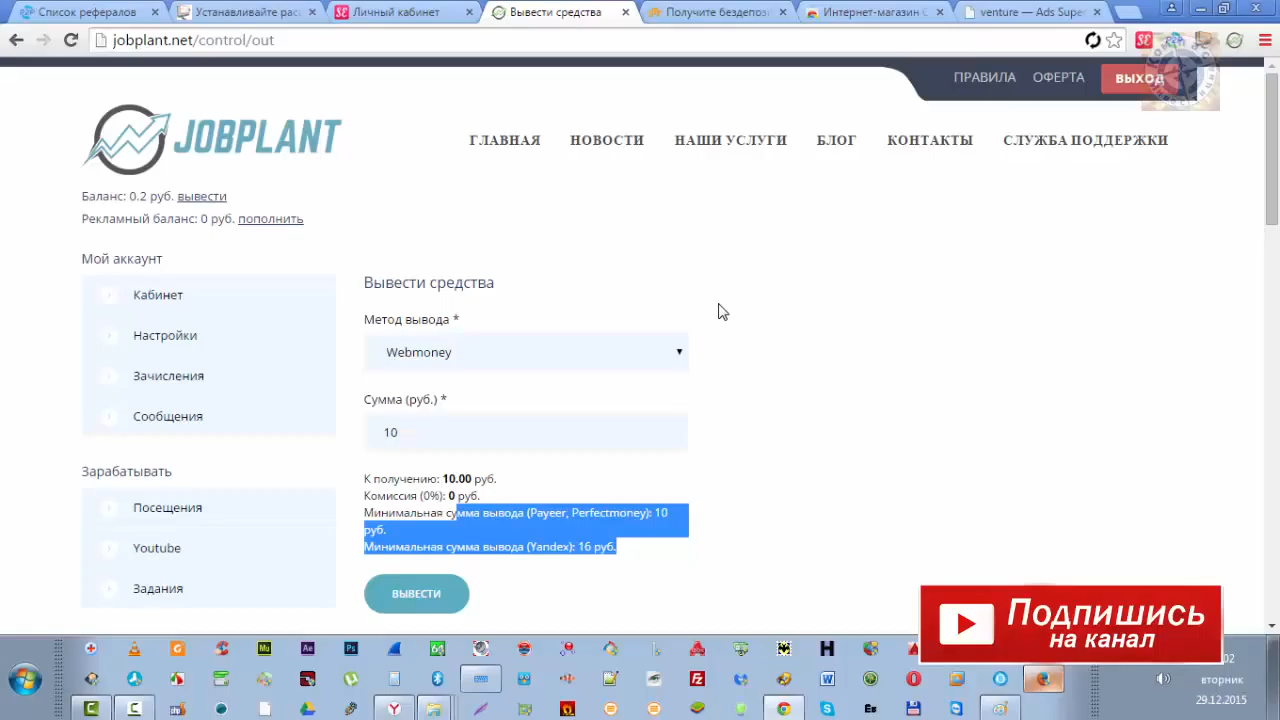 Список рефералов
Устанавливайте рас
Личный кабинет
Вывести средства
Получите бездепоз
Интернет-магазин
venture — Ads Super
jobplant.net/control/out
ПРАВИЛА ОФЕРТА ВЫХОД
JOBPLANT
ГЛАВНАЯ НОВОСТИ НАШИ УСЛУГИ БЛОГ КОНТАКТЫ СЛУЖБА ПОДДЕРЖКИ
Баланс: 0.2 руб. вывести
Рекламный баланс: 0 руб. пополнить
Мой аккаунт
Кабинет
Настройки
Зачисления
Сообщения
Зарабатывать
Посещения
Youtube
Задания
Вывести средства
Метод вывода *
Webmoney
Сумма (руб.) *
10
К получению: 10.00 руб.
Комиссия (0%): 0 руб.
Минимальная сумма вывода (Payeer, Perfectmoney): 10
руб.
Минимальная сумма вывода (Yandex): 16 руб.
ВЫВЕСТИ
Подпишись
на канал
02
вторник
29.12.2015